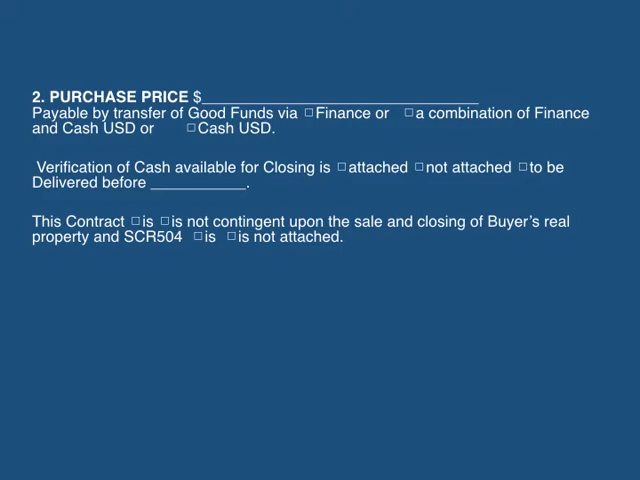 2. PURCHASE PRICE $__________________________________
Payable by transfer of Good Funds via □Finance or □a combination of Finance
and Cash USD or □Cash USD.
Verification of Cash available for Closing is □attached □not attached □to be
Delivered before ____________.
This Contract □is □is not contingent upon the sale and closing of Buyer’s real
property and SCR504 □is □is not attached.